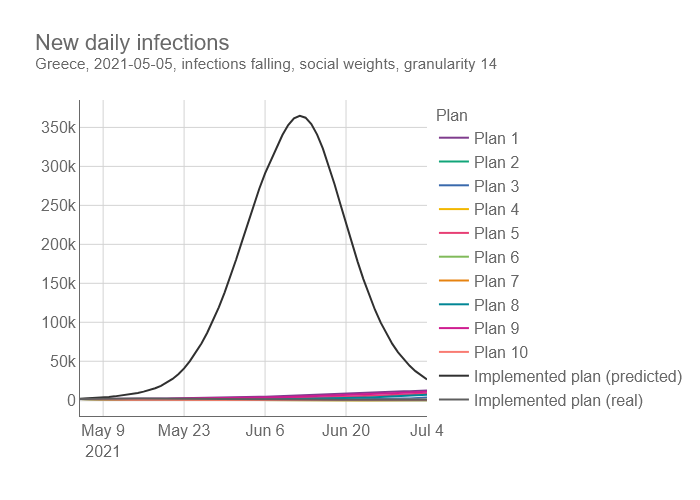 New daily infections
Greece, 2021-05-05, infections falling, social weights, granularity 14
350k
300k
250k
200k
150k
100k
50k
0
May 9
2021
May 23
Jun 6
Jun 20
Jul 4
Plan
Plan 1
Plan 2
Plan 3
Plan 4
Plan 5
Plan 6
Plan 7
Plan 8
Plan 9
Plan 10
Implemented plan (predicted)
Implemented plan (real)